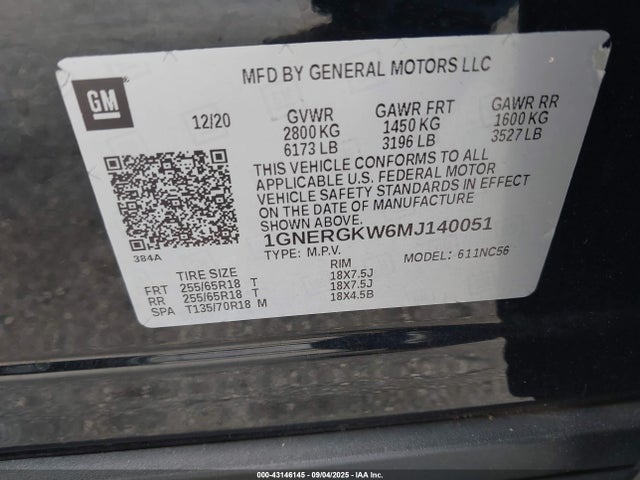 GM
MFD BY GENERAL MOTORS LLC
12/20
GVWR
2800 KG
6173 LB
GAWR FRT
1450 KG
3196 LB
GAWR RR
1600 KG
3527 LB
THIS VEHICLE CONFORMS TO ALL
APPLICABLE U.S. FEDERAL MOTOR
VEHICLE SAFETY STANDARDS IN EFFECT
ON THE DATE OF MANUFACTURE
SHOWN ABOVE.
1GNERGKW6MJ140051
TYPE: M.P.V. MODEL: 611NC56
384A
TIRE SIZE RIM
FRT 255/65R18 T 18X7.5J
RR 255/65R18 T 18X7.5J
SPA T135/70R18 M 18X4.5B
000-43146145 - 09/04/2025 - IAA Inc.